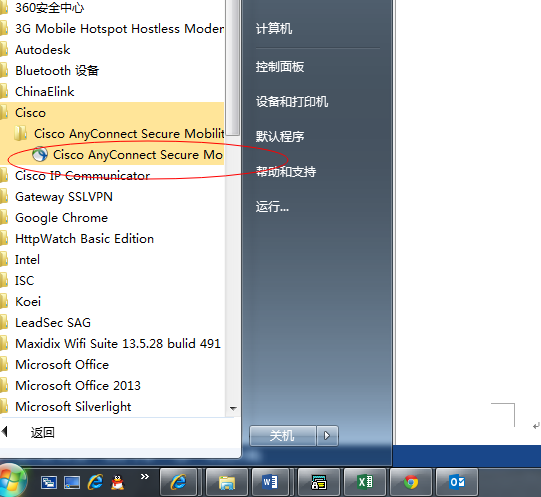 360安全中心
3G Mobile Hotspot Hostless Moder
Autodesk
Bluetooth 设备
ChinaElink
Cisco
Cisco AnyConnect Secure Mobilit
Cisco AnyConnect Secure Mo
Cisco IP Communicator
Gateway SSLVPN
Google Chrome
HttpWatch Basic Edition
Intel
ISC
Koei
LeadSec SAG
Maxidix Wifi Suite 13.5.28 bulid 491
Microsoft Office
Microsoft Office 2013
Microsoft Silverlight
返回
计算机
控制面板
设备和打印机
默认程序
帮助和支持
运行...
关机